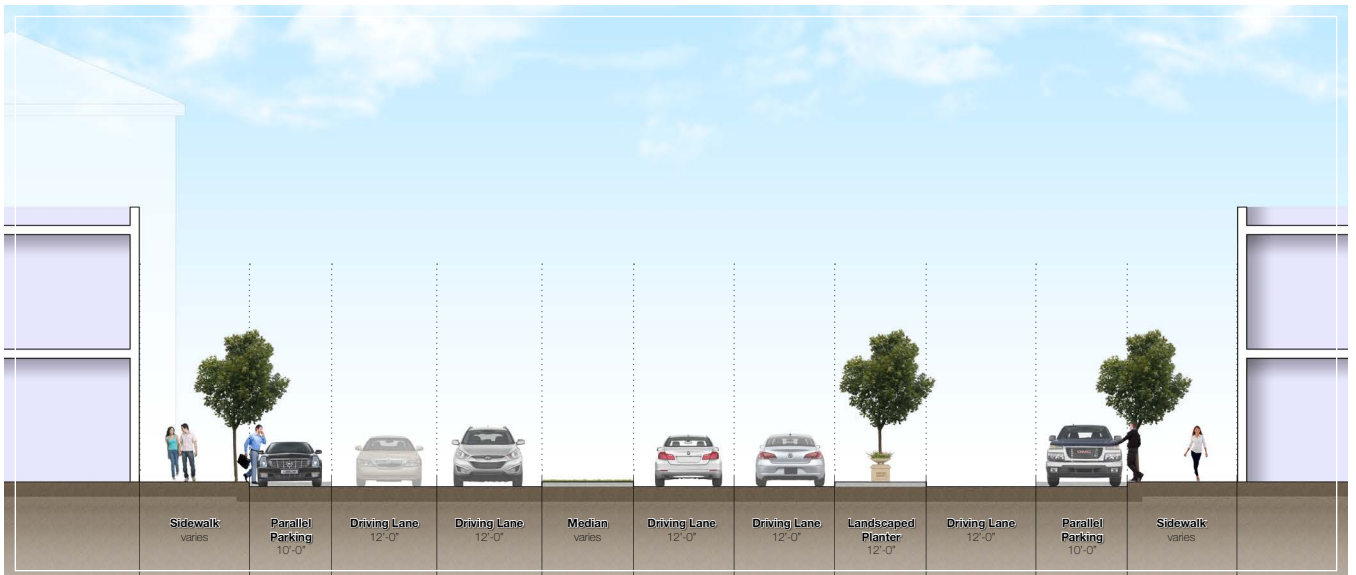 Sidewalk
varies
Parallel
Parking
10'-0"
Driving Lane
12'-0"
Driving Lane
12'-0"
Median
varies
Driving Lane
12'-0"
Driving Lane
12'-0"
Landscaped
Planter
12'-0"
Driving Lane
12'-0"
Parallel
Parking
10'-0"
Sidewalk
varies